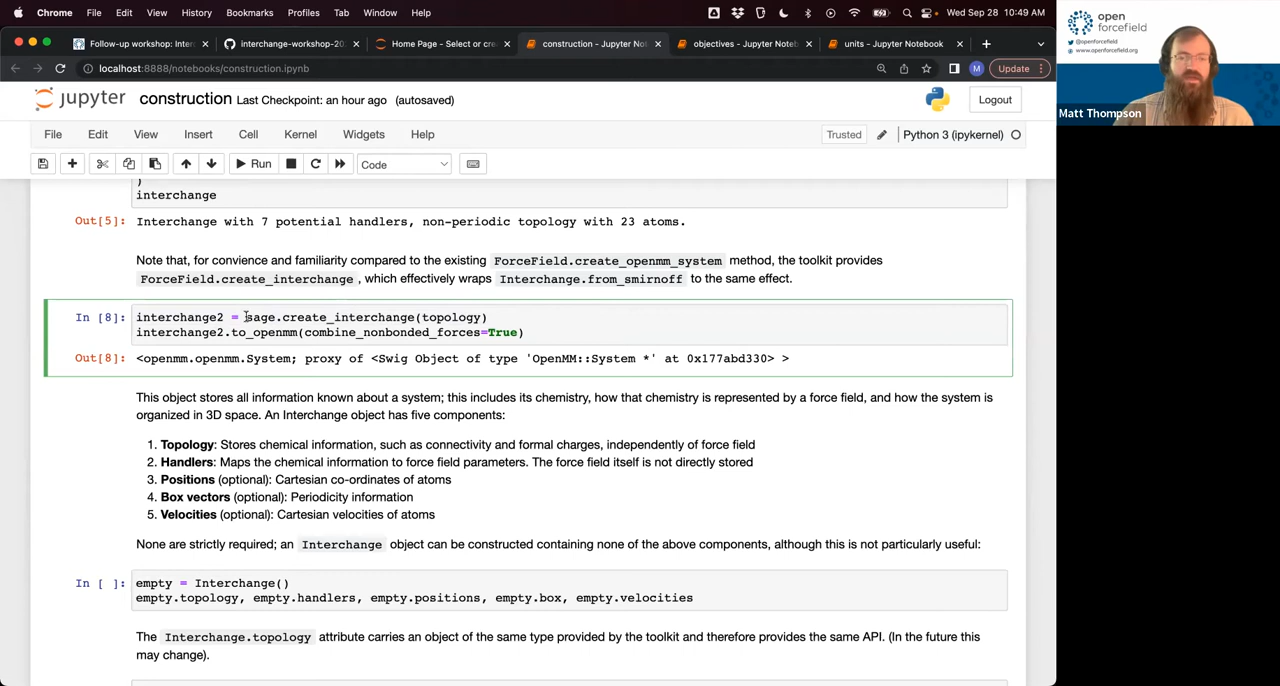 Chrome File Edit View History Bookmarks Profiles Tab Window Help Wed Sep 28 10:49 AM
Follow-up workshop: Inter × interchange-workshop-20 × Home Page - Select or cre × construction - Jupyter Not × objectives - Jupyter Noteb × units - Jupyter Notebook ×
localhost:8888/notebooks/construction.ipynb M Update
jupyter construction Last Checkpoint: an hour ago (autosaved) Logout
File Edit View Insert Cell Kernel Widgets Help Trusted Python 3 (ipykernel)
Run Code
)
interchange
Out[5]: Interchange with 7 potential handlers, non-periodic topology with 23 atoms.
Note that, for convience and familiarity compared to the existing ForceField.create_openmm_system method, the toolkit provides
ForceField.create_interchange , which effectively wraps Interchange.from_smirnoff to the same effect.
In [8]: interchange2 = sage.create_interchange(topology)
interchange2.to_openmm(combine_nonbonded_forces=True)
Out[8]: <openmm.openmm.System; proxy of <Swig Object of type 'OpenMM::System *' at 0x177abd330> >
This object stores all information known about a system; this includes its chemistry, how that chemistry is represented by a force field, and how the system is
organized in 3D space. An Interchange object has five components:
1. Topology: Stores chemical information, such as connectivity and formal charges, independently of force field
2. Handlers: Maps the chemical information to force field parameters. The force field itself is not directly stored
3. Positions (optional): Cartesian co-ordinates of atoms
4. Box vectors (optional): Periodicity information
5. Velocities (optional): Cartesian velocities of atoms
None are strictly required; an Interchange object can be constructed containing none of the above components, although this is not particularly useful:
In [ ]: empty = Interchange()
empty.topology, empty.handlers, empty.positions, empty.box, empty.velocities
The Interchange.topology attribute carries an object of the same type provided by the toolkit and therefore provides the same API. (In the future this
may change).
open
forcefield
@openforcefield
www.openforcefield.org
Matt Thompson